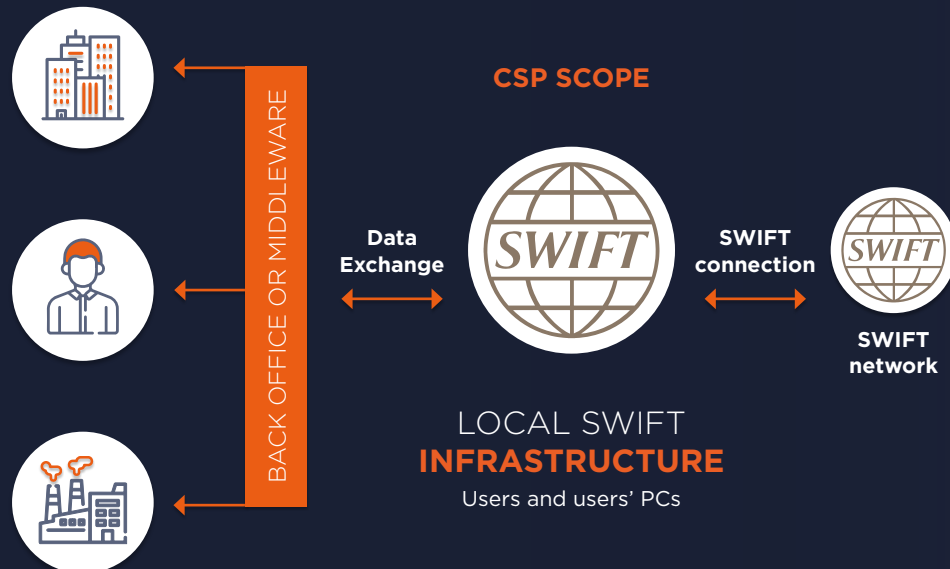 CSP SCOPE
BACK OFFICE OR MIDDLEWARE
Data
Exchange
SWIFT
SWIFT
connection
SWIFT
SWIFT
network
LOCAL SWIFT
INFRASTRUCTURE
Users and users’ PCs